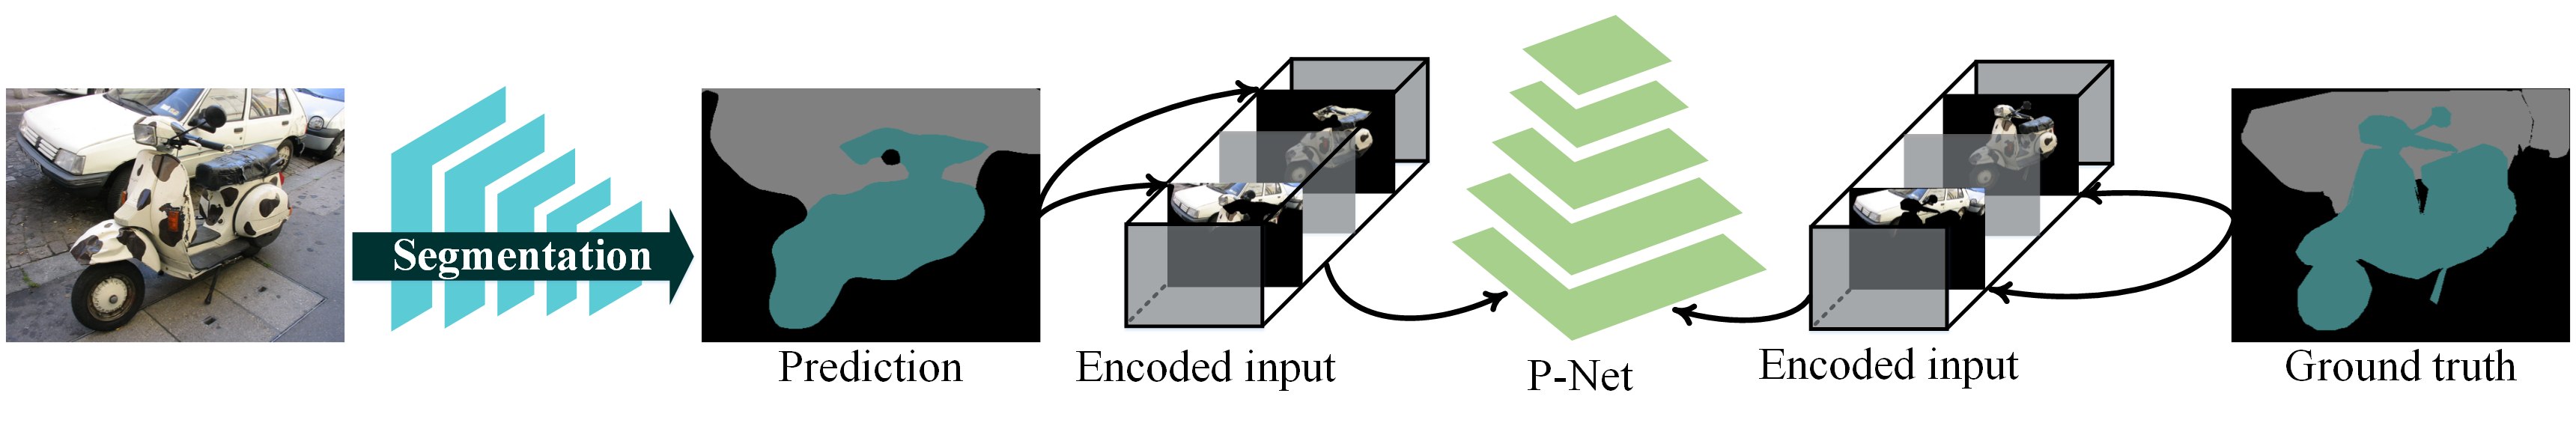 Segmentation
Prediction
Encoded input
P-Net
Encoded input
Ground truth